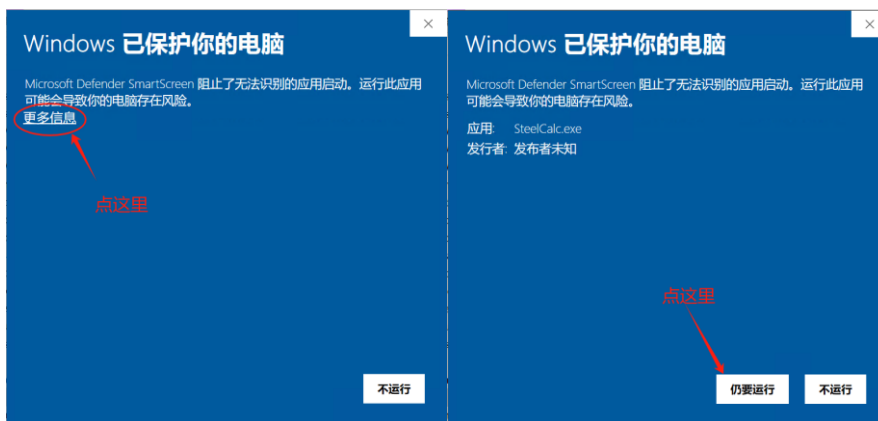 Windows 已保护你的电脑
Microsoft Defender SmartScreen 阻止了无法识别的应用启动。运行此应用
可能会导致你的电脑存在风险。
更多信息
点这里
不运行
Windows 已保护你的电脑
Microsoft Defender SmartScreen 阻止了无法识别的应用启动。运行此应用
可能会导致你的电脑存在风险。
应用: SteelCalc.exe
发行者: 发布者未知
点这里
仍要运行 不运行